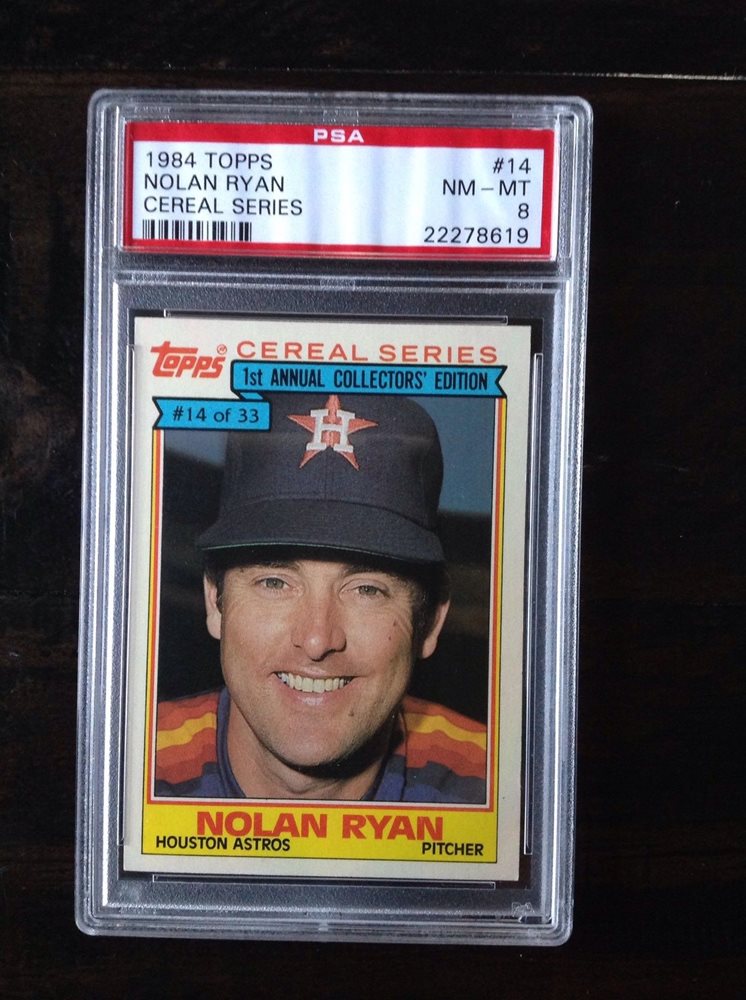 PSA
1984 TOPPS #14
NOLAN RYAN NM – MT
CEREAL SERIES 8
22278619
topps® CEREAL SERIES
1st ANNUAL COLLECTORS' EDITION
#14 of 33
H
NOLAN RYAN
HOUSTON ASTROS PITCHER